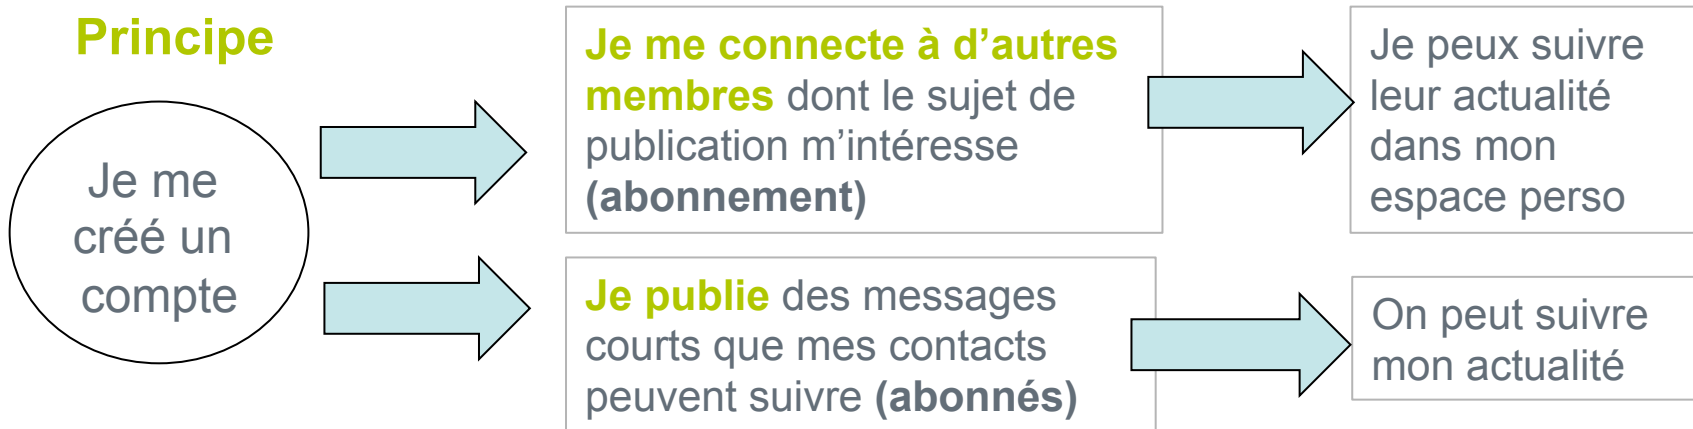 Principe
Je me
créé un
compte
Je me connecte à d’autres
membres dont le sujet de
publication m’intéresse
(abonnement)
Je peux suivre
leur actualité
dans mon
espace perso
Je publie des messages
courts que mes contacts
peuvent suivre (abonnés)
On peut suivre
mon actualité